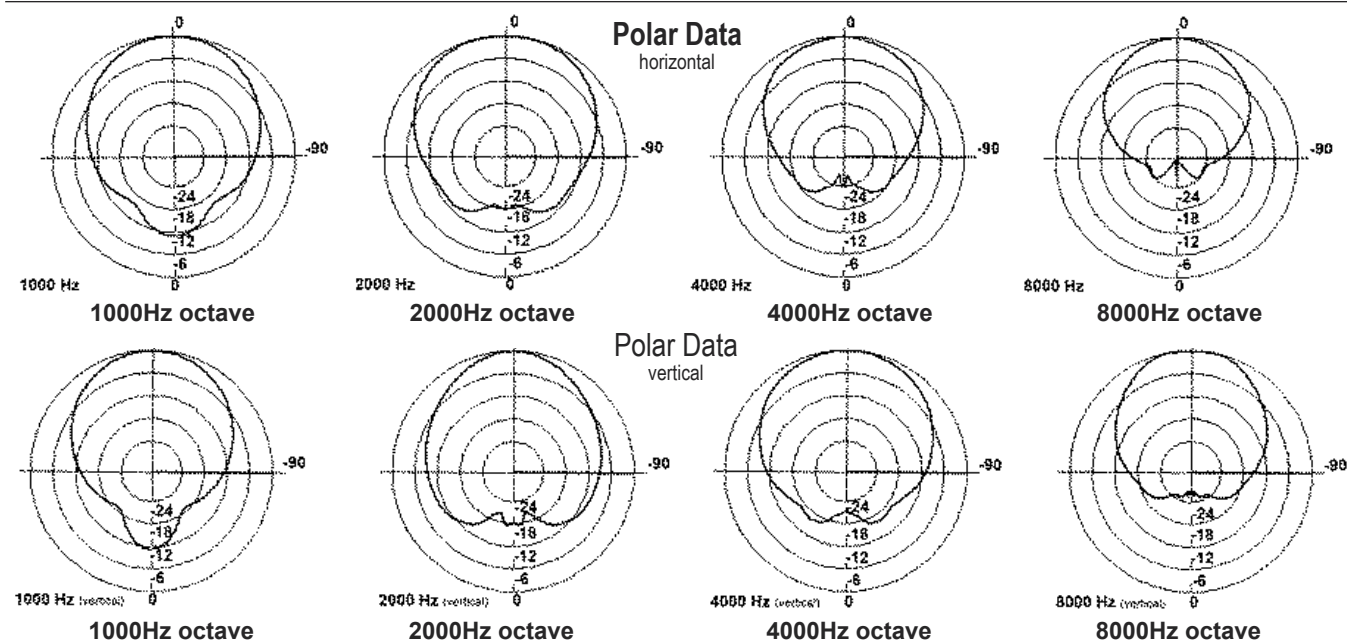 0
Polar Data
horizontal
0
0
0
-90
-90
-90
-90
-24
-24
-24
-24
-18
-18
-18
-18
-12
-12
-12
-12
-6
-6
-6
-6
1000 Hz
0
2000 Hz
0
4000 Hz
0
8000 Hz
0
1000Hz octave
2000Hz octave
4000Hz octave
8000Hz octave
Polar Data
vertical
-90
-90
-90
-90
-24
-24
-24
-24
-18
-18
-18
-18
-12
-12
-12
-12
-6
-6
-6
-6
1000 Hz (vertical)
0
2000 Hz (vertical)
0
4000 Hz (vertical)
0
8000 Hz (vertical)
0
1000Hz octave
2000Hz octave
4000Hz octave
8000Hz octave